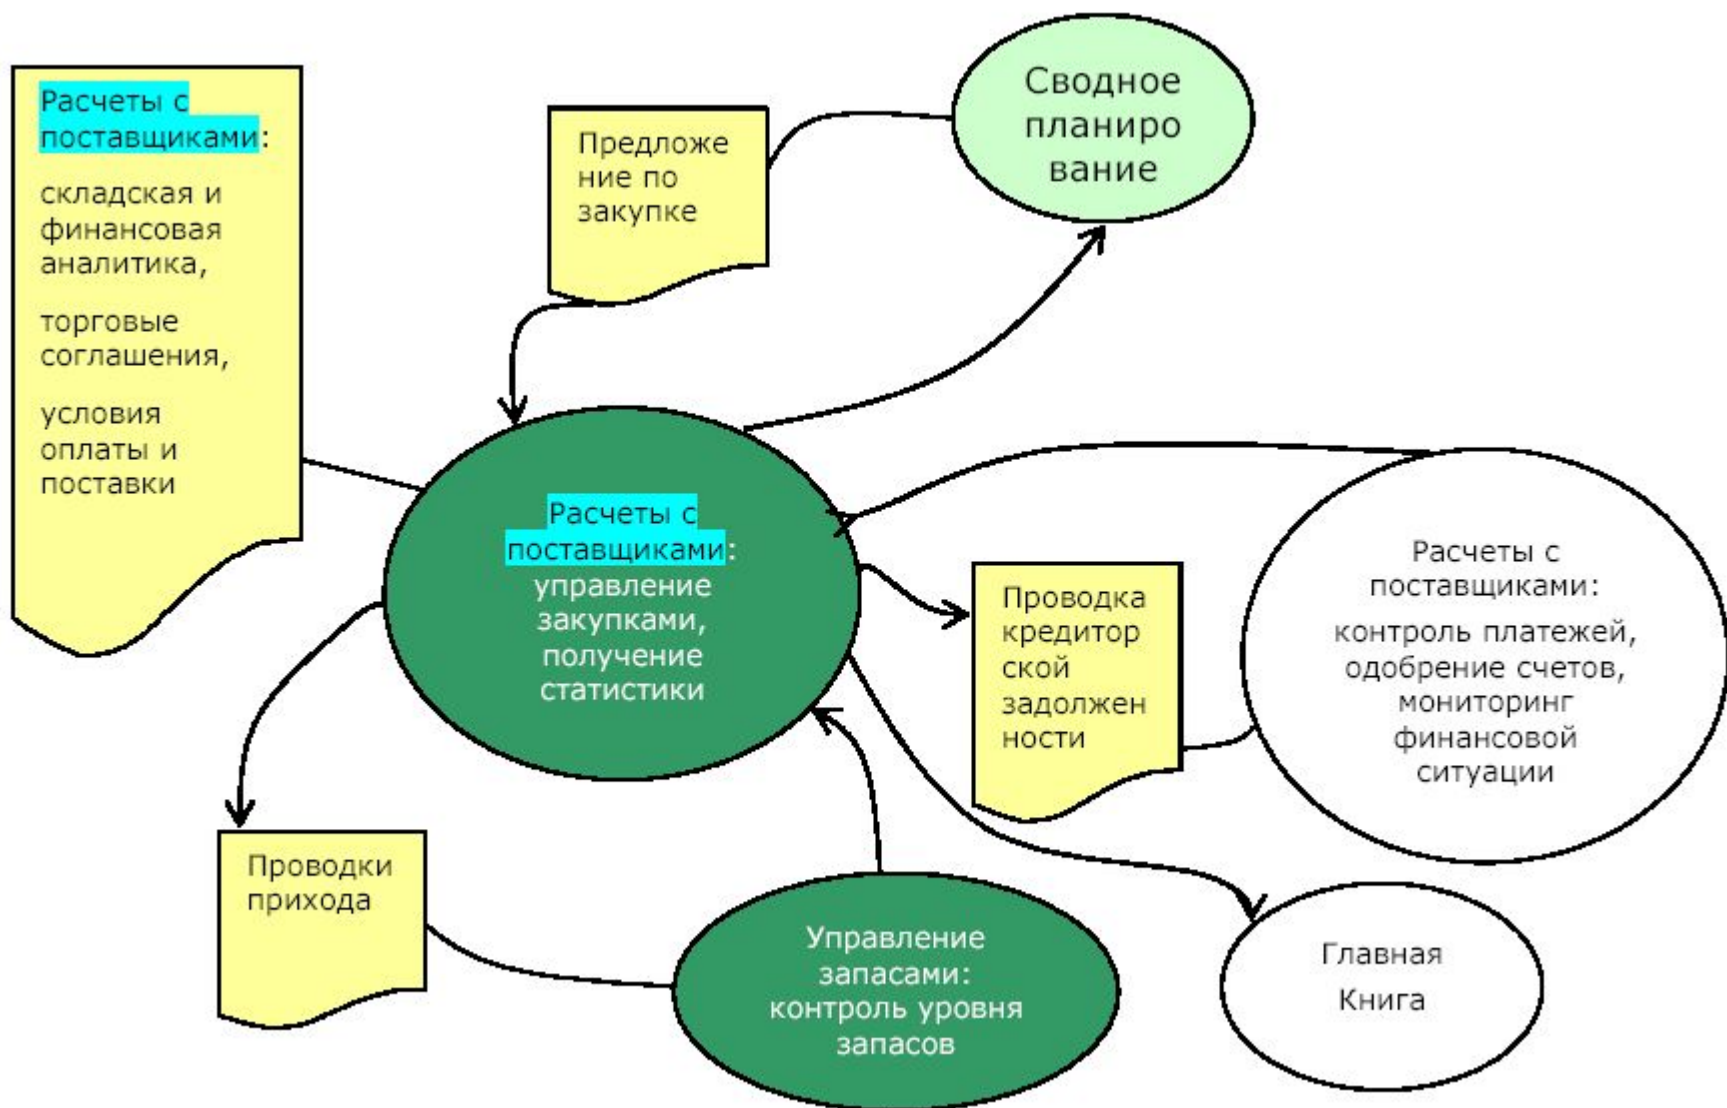 Расчеты с
поставщиками:
складская и
финансовая
аналитика,
торговые
соглашения,
условия
оплаты и
поставки
Предложе
ние по
закупке
Сводное
планиро
вание
Расчеты с
поставщиками:
управление
закупками,
получение
статистики
Проводка
кредитор
ской
задолжен
ности
Расчеты с
поставщиками:
контроль платежей,
одобрение счетов,
мониторинг
финансовой
ситуации
Проводки
прихода
Управление
запасами:
контроль уровня
запасов
Главная
Книга